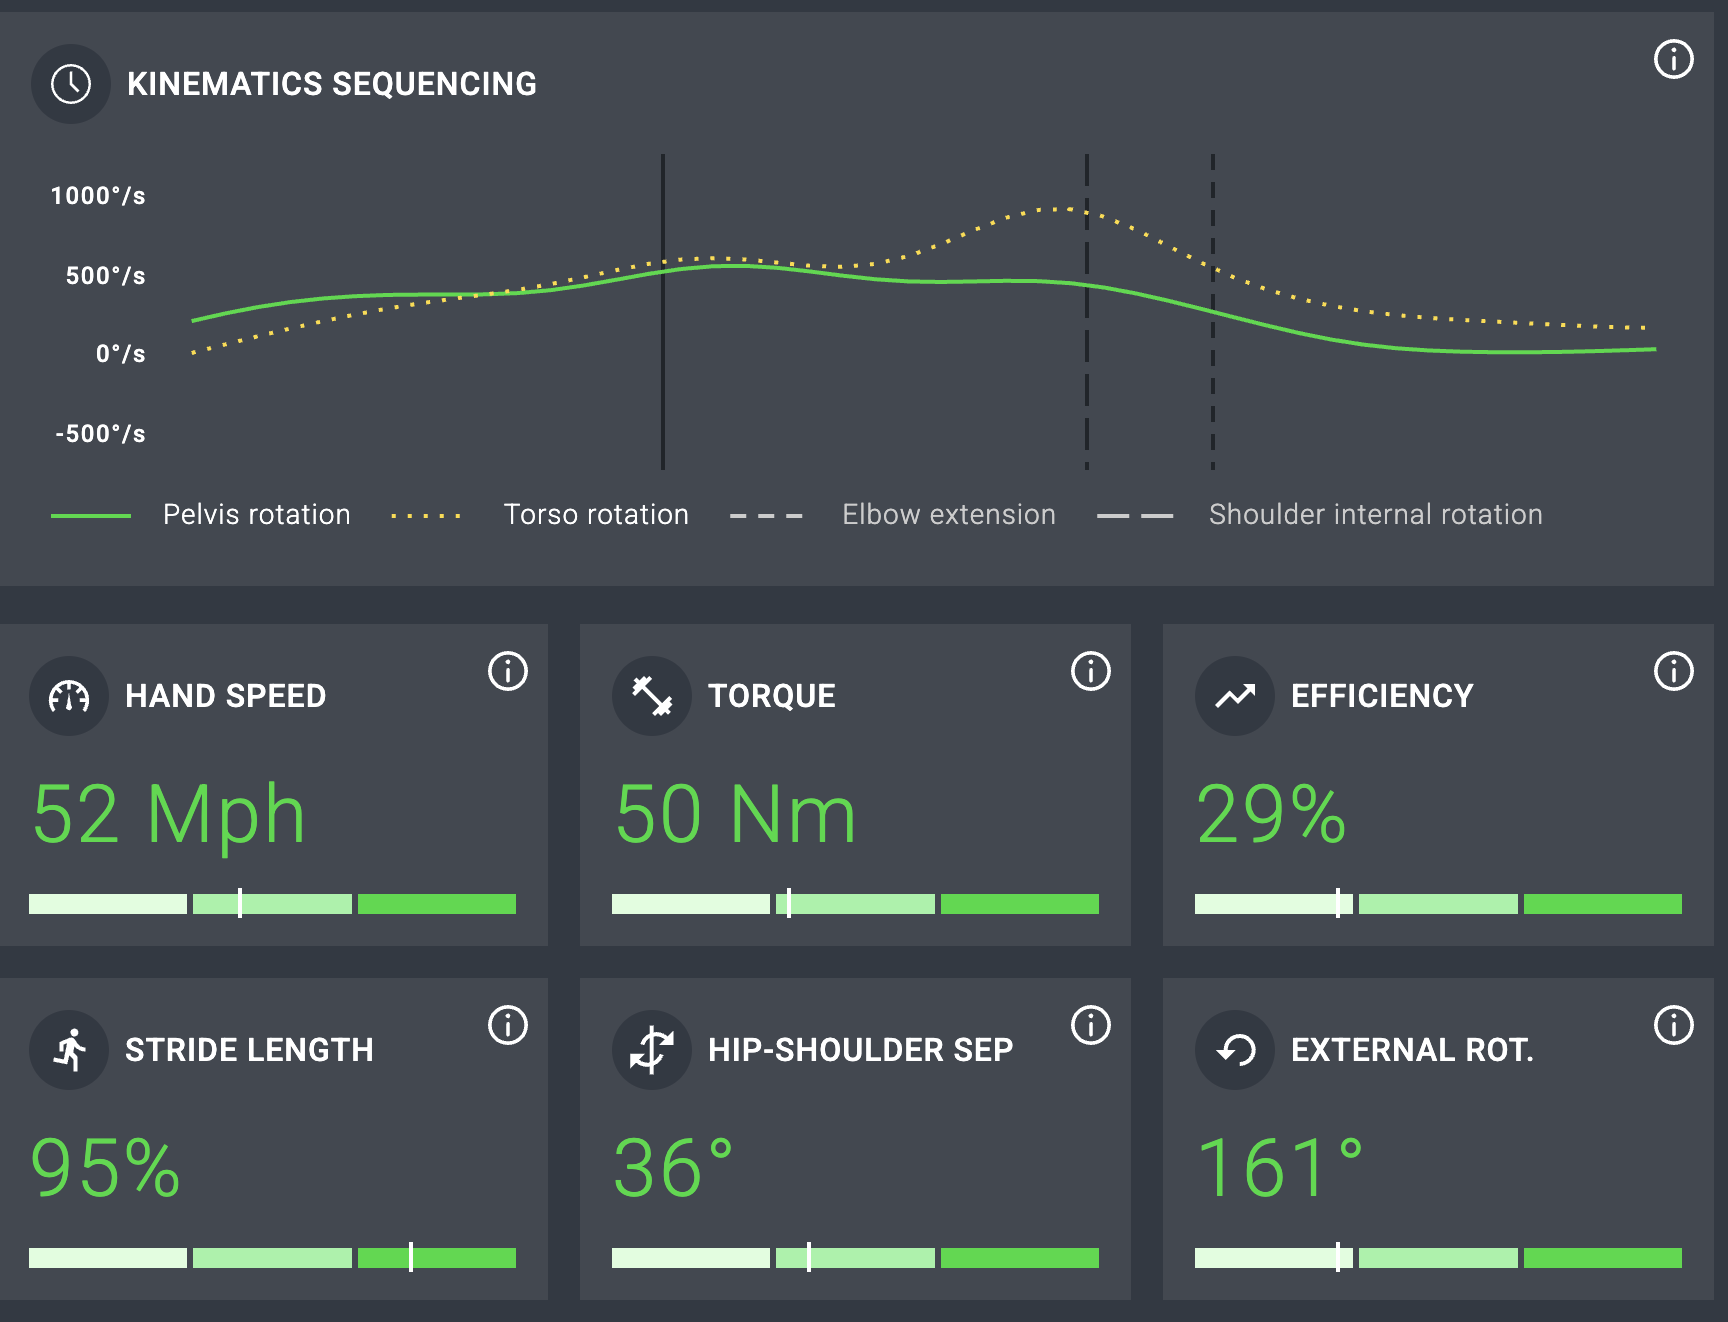 KINEMATICS SEQUENCING
1000°/s
500°/s
0°/s
-500°/s
Pelvis rotation Torso rotation Elbow extension Shoulder internal rotation
HAND SPEED
52 Mph
TORQUE
50 Nm
EFFICIENCY
29%
STRIDE LENGTH
95%
HIP-SHOULDER SEP
36°
EXTERNAL ROT.
161°